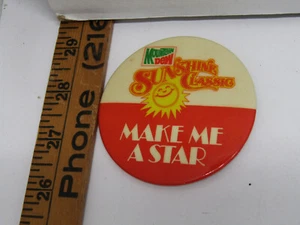 MOUNTAIN
DEW
SUNSHINE
CLASSIC
MAKE ME
A STAR
Phone (216
26 27 28 29